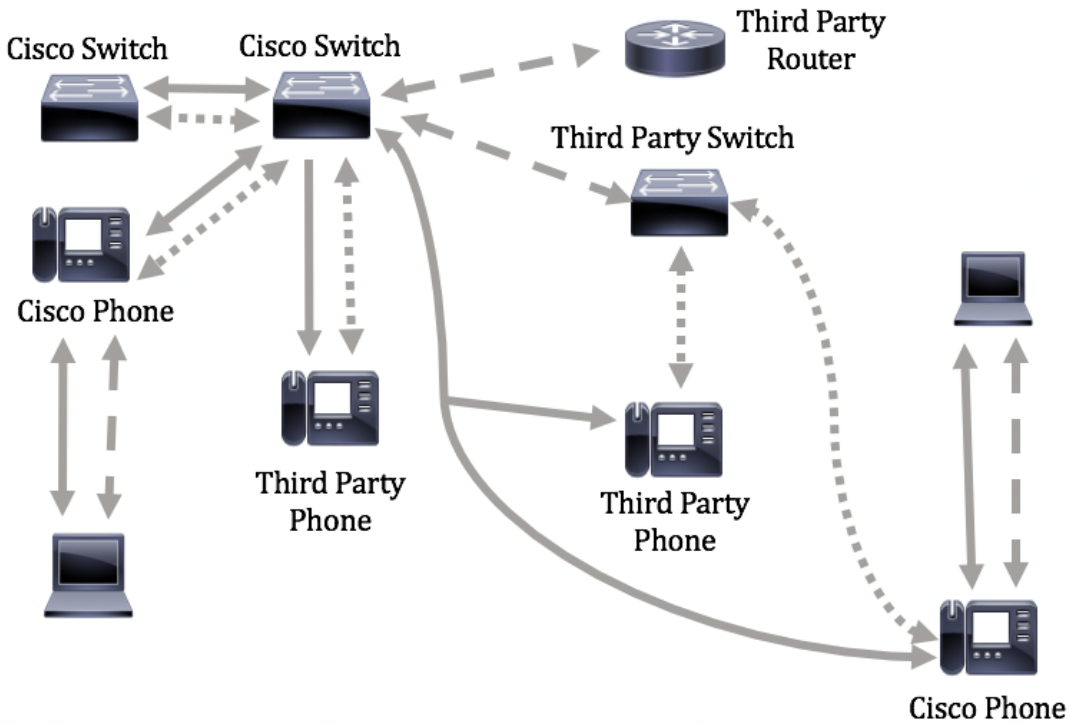 Cisco Switch
Cisco Switch
Third Party
Router
Third Party Switch
Cisco Phone
Third Party
Phone
Third Party
Phone
Cisco Phone